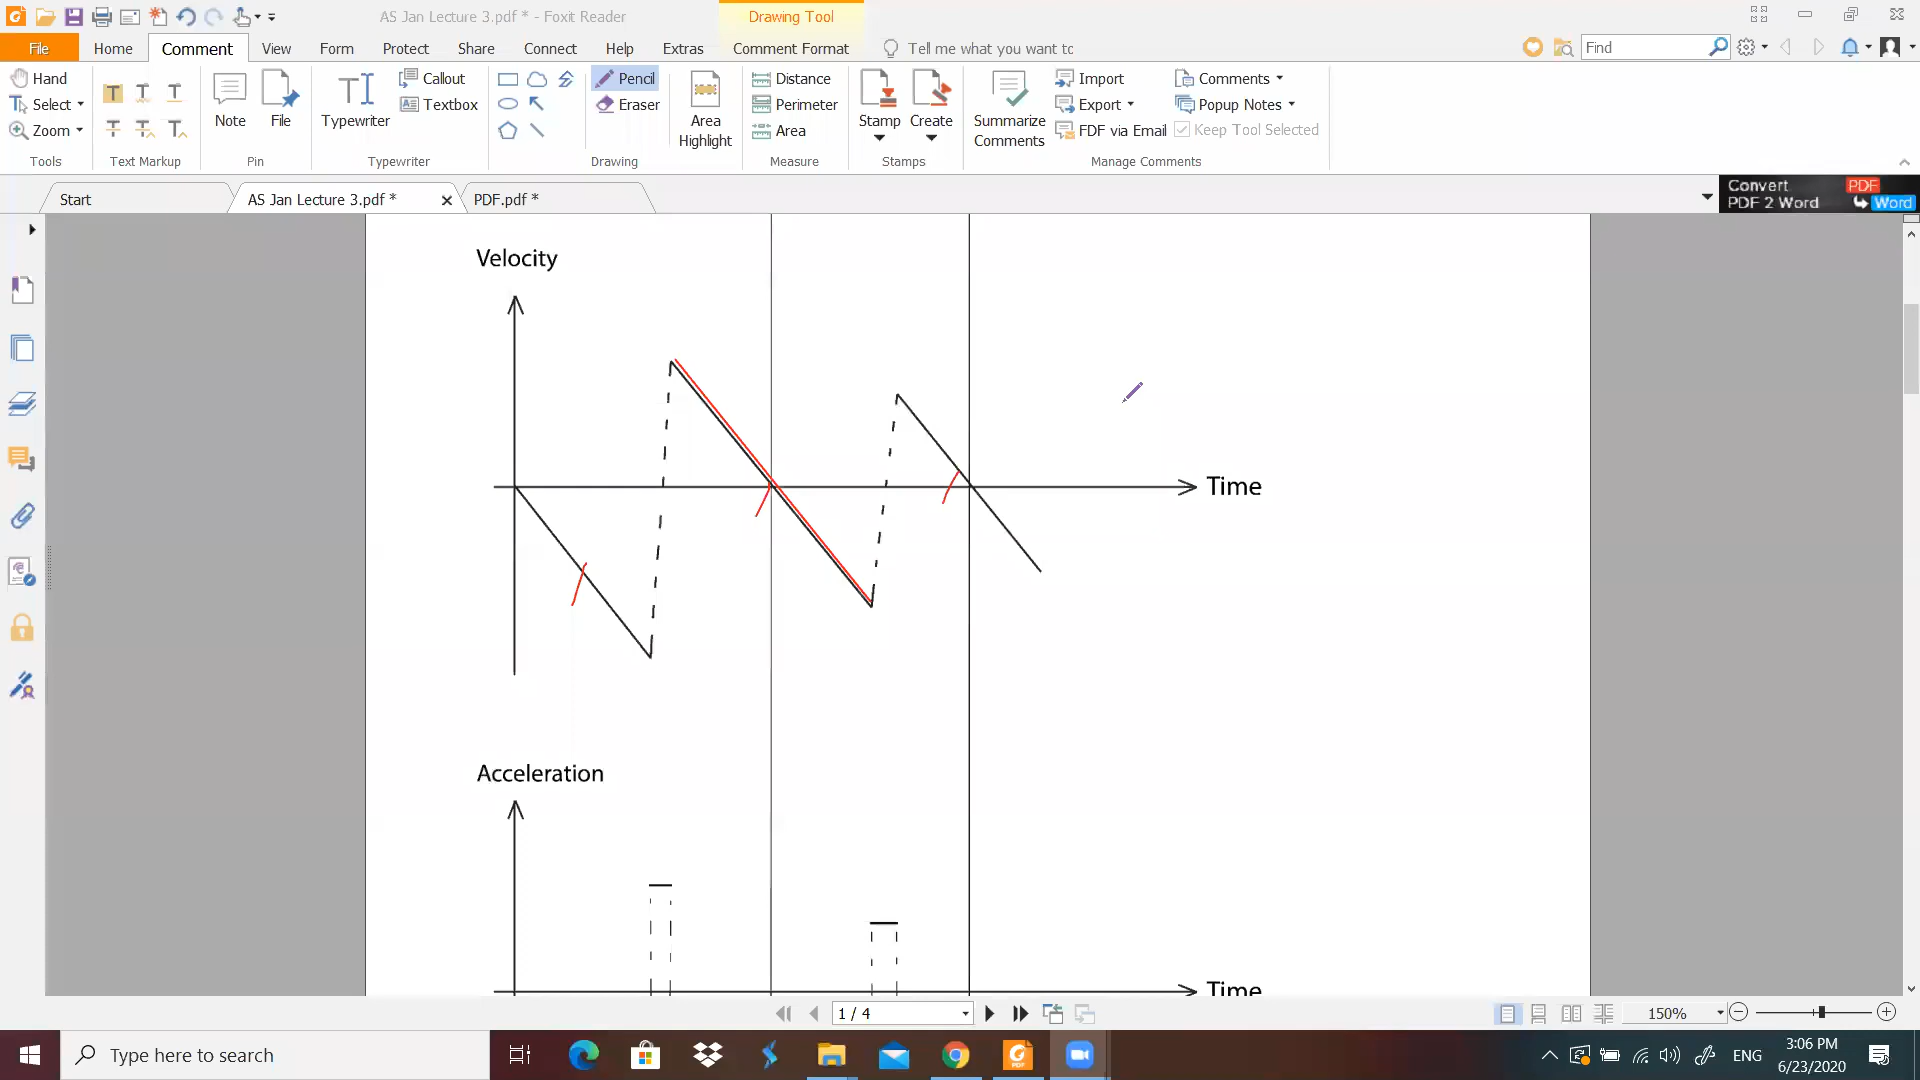 AS Jan Lecture 3.pdf * - Foxit Reader
Drawing Tool
File Home Comment View Form Protect Share Connect Help Extras Comment Format Tell me what you want to Find
Hand
Select
Zoom
Tools
Text Markup
Note
File
Pin
Typewriter
Callout
Textbox
Typewriter
Pencil
Eraser
Drawing
Area
Highlight
Distance
Perimeter
Area
Measure
Stamp
Create
Stamps
Summarize
Comments
Import
Export
FDF via Email
Comments
Popup Notes
Keep Tool Selected
Manage Comments
Start
AS Jan Lecture 3.pdf *
PDF.pdf *
Convert PDF
PDF 2 Word Word
Velocity
Time
Acceleration
Time
1 / 4
150%
Type here to search
PDF
ENG
3:06 PM
6/23/2020